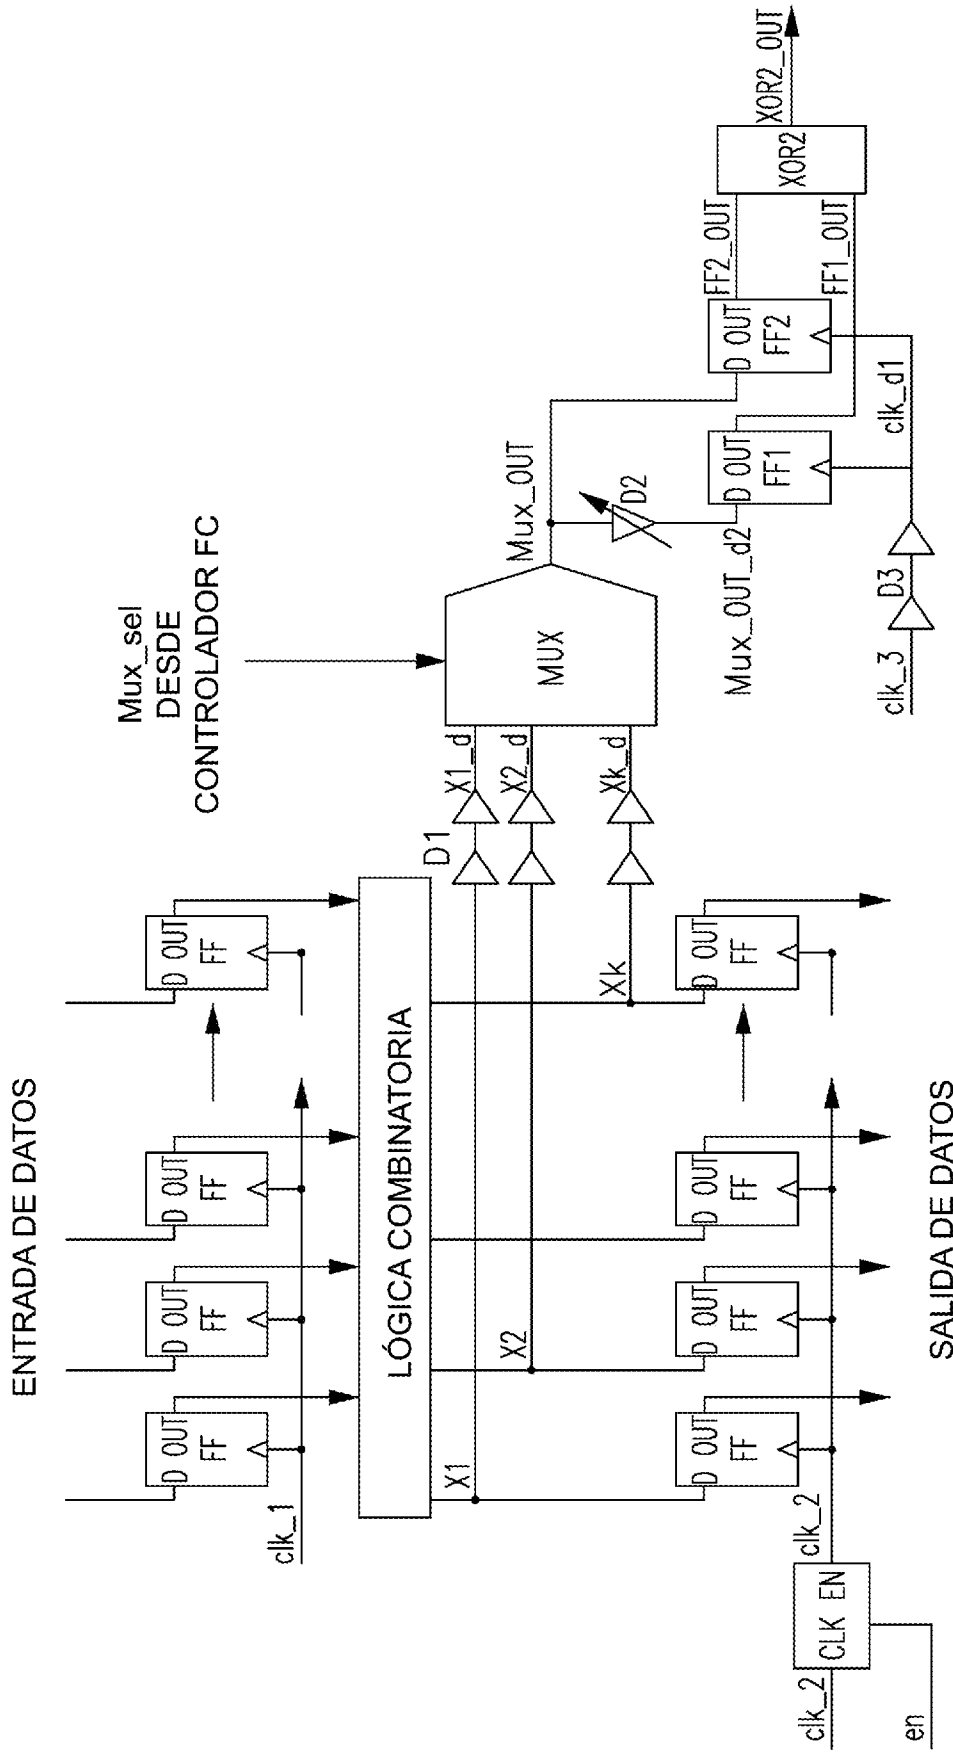 ENTRADA DE DATOS
D OUT
FF
D OUT
FF
D OUT
FF
D OUT
FF
clk_1
LÓGICA COMBINATORIA
X1
X2
Xk
D1
X1_d
X2_d
Xk_d
Mux_sel
DESDE
CONTROLADOR FC
MUX
Mux_OUT
D2
Mux_OUT_d2
D OUT
FF1
D OUT
FF2
FF2_OUT
FF1_OUT
XOR2
XOR2_OUT
clk_3
D3
clk_d1
D OUT
FF
D OUT
FF
D OUT
FF
D OUT
FF
clk_2
CLK EN
clk_2
en
SALIDA DE DATOS